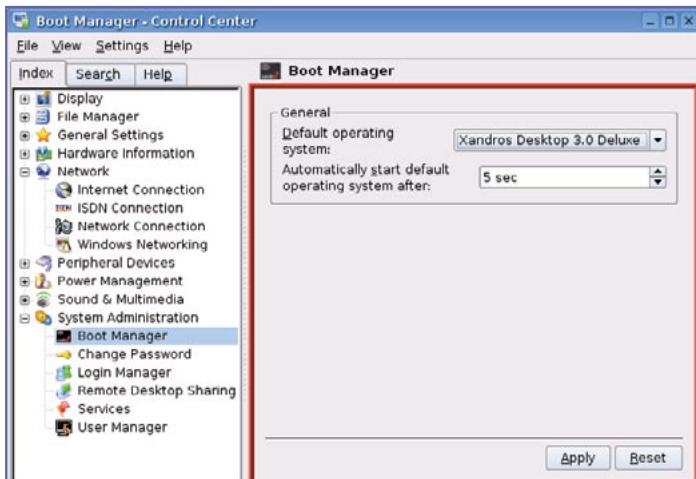 Boot Manager - Control Center
File View Settings Help
Index Search Help
Display
File Manager
General Settings
Hardware Information
Network
Internet Connection
ISDN Connection
Network Connection
Windows Networking
Peripheral Devices
Power Management
Sound & Multimedia
System Administration
Boot Manager
Change Password
Login Manager
Remote Desktop Sharing
Services
User Manager
Boot Manager
General
Default operating
system:
Xandros Desktop 3.0 Deluxe
Automatically start default
operating system after:
5 sec
Apply Reset